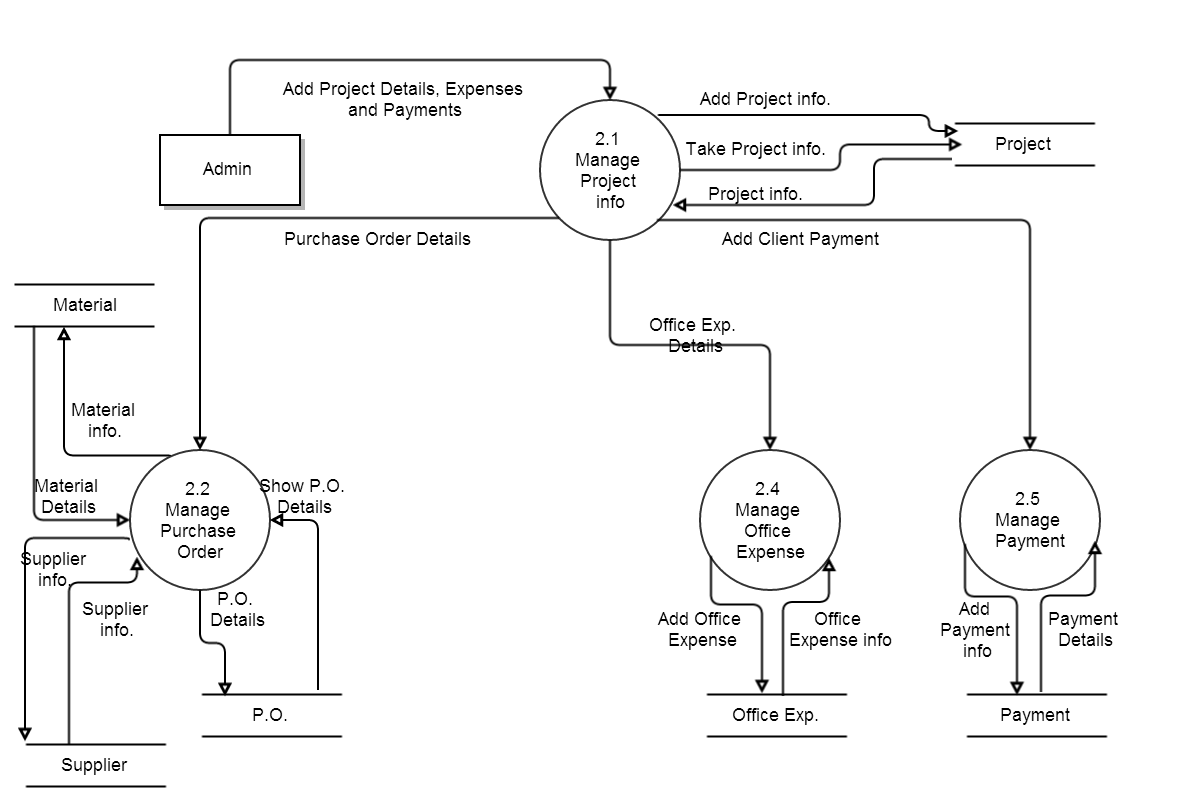 Add Project Details, Expenses
and Payments
Add Project info.
2.1
Manage
Project
info
Project
Take Project info.
Admin
Project info.
Purchase Order Details
Add Client Payment
Material
Office Exp.
Details
Material
info.
Material
Details
Show P.O.
Details
2.2
Manage
Purchase
Order
2.4
Manage
Office
Expense
2.5
Manage
Payment
Supplier
info.
Supplier
info.
P.O.
Details
Add Office
Expense
Office
Expense info
Add
Payment
info
Payment
Details
P.O.
Office Exp.
Payment
Supplier